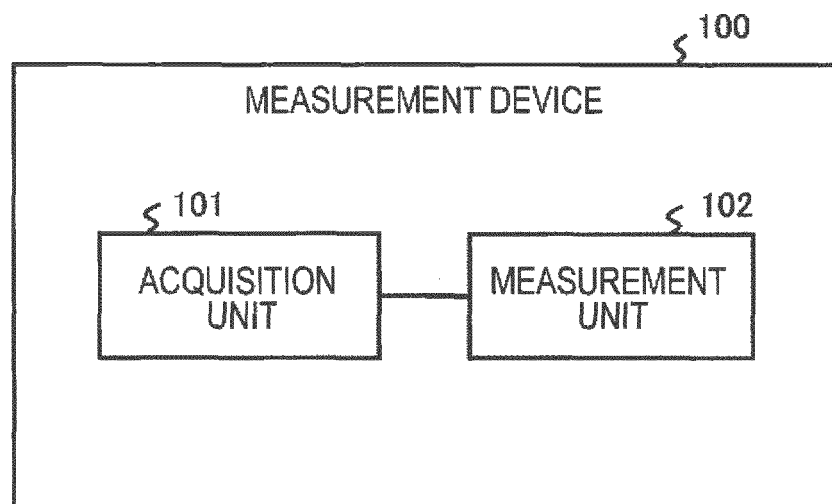 100
MEASUREMENT DEVICE
101
ACQUISITION
UNIT
102
MEASUREMENT
UNIT